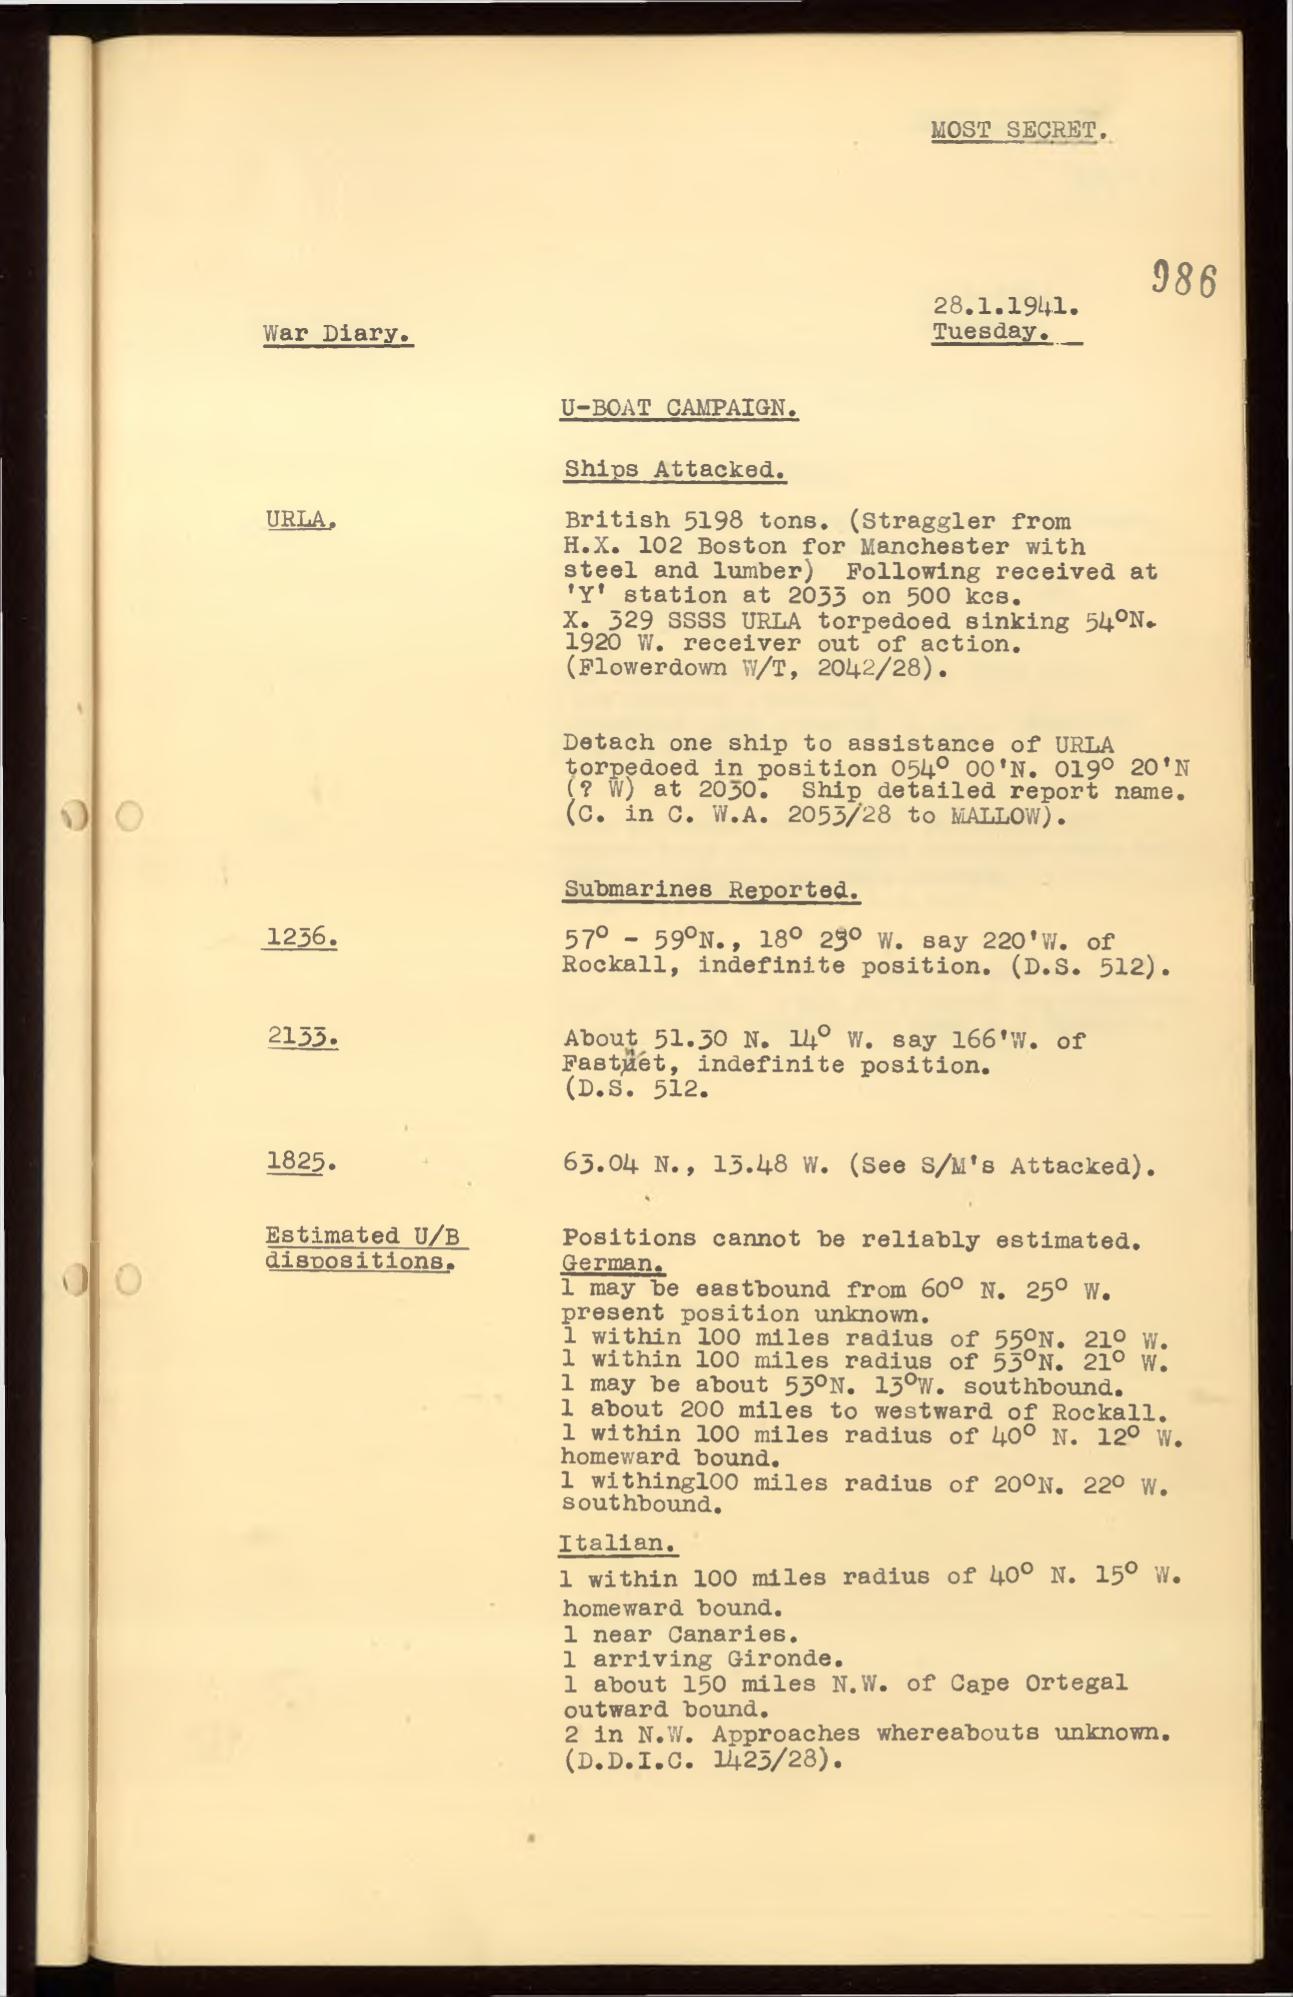 MOST SECRET.
986
28.1.1941.
War Diary. Tuesday.
U-BOAT CAMPAIGN.
Ships Attacked.
URLA. British 5198 tons. (Straggler from
H.X. 102 Boston for Manchester with
steel and lumber) Following received at
'Y' station at 2033 on 500 kcs.
X. 329 SSSS URLA torpedoed sinking 54°N.
1920 W. receiver out of action.
(Flowerdown W/T, 2042/28).
Detach one ship to assistance of URLA
torpedoed in position 054° 00'N. 019° 20'N
(? W) at 2030. Ship detailed report name.
(C. in C. W.A. 2053/28 to MALLOW).
Submarines Reported.
1236. 57° - 59°N., 18° W. say 220'W. of
Rockall, indefinite position. (D.S. 512).
2133. About 51.30 N. 14° W. say 166'W. of
Fastnet, indefinite position.
(D.S. 512.
1825. 63.04 N., 13.48 W. (See S/M's Attacked).
Estimated U/B Positions cannot be reliably estimated.
dispositions. German.
1 may be eastbound from 60° N. 25° W.
present position unknown.
1 within 100 miles radius of 55°N. 21° W.
1 within 100 miles radius of 53°N. 21° W.
1 may be about 53°N. 13°W. southbound.
1 about 200 miles to westward of Rockall.
1 within 100 miles radius of 40° N. 12° W.
homeward bound.
1 withing100 miles radius of 20°N. 22° W.
southbound.
Italian.
1 within 100 miles radius of 40° N. 15° W.
homeward bound.
1 near Canaries.
1 arriving Gironde.
1 about 150 miles N.W. of Cape Ortegal
outward bound.
2 in N.W. Approaches whereabouts unknown.
(D.D.I.C. 1423/28).